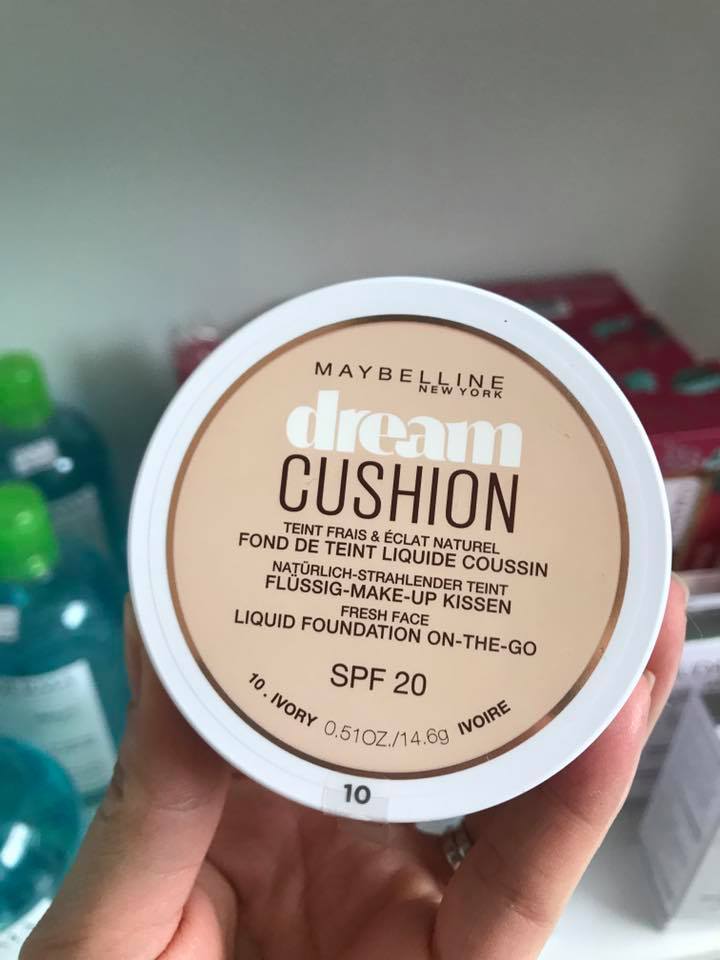 MAYBELLINE
NEW YORK
dream
CUSHION
TEINT FRAIS & ÉCLAT NATUREL
FOND DE TEINT LIQUIDE COUSSIN
NATÜRLICH-STRAHLENDER TEINT
FLÜSSIG-MAKE-UP KISSEN
FRESH FACE
LIQUID FOUNDATION ON-THE-GO
SPF 20
10 . IVORY 0.51OZ./14.6g IVOIRE
10